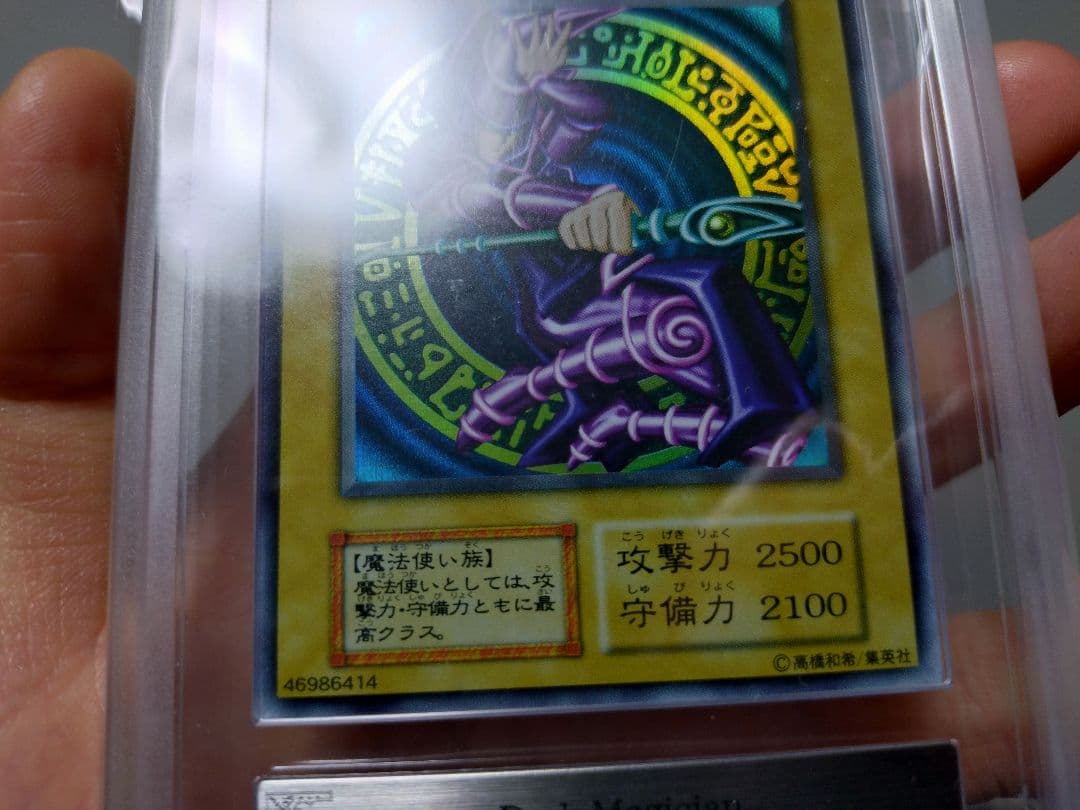 【魔法使い族】
魔法使いとしては、攻
撃力・守備力ともに最
高クラス。
攻撃力 2500
守備力 2100
©高橋和希/集英社
46986414
Dark Magician